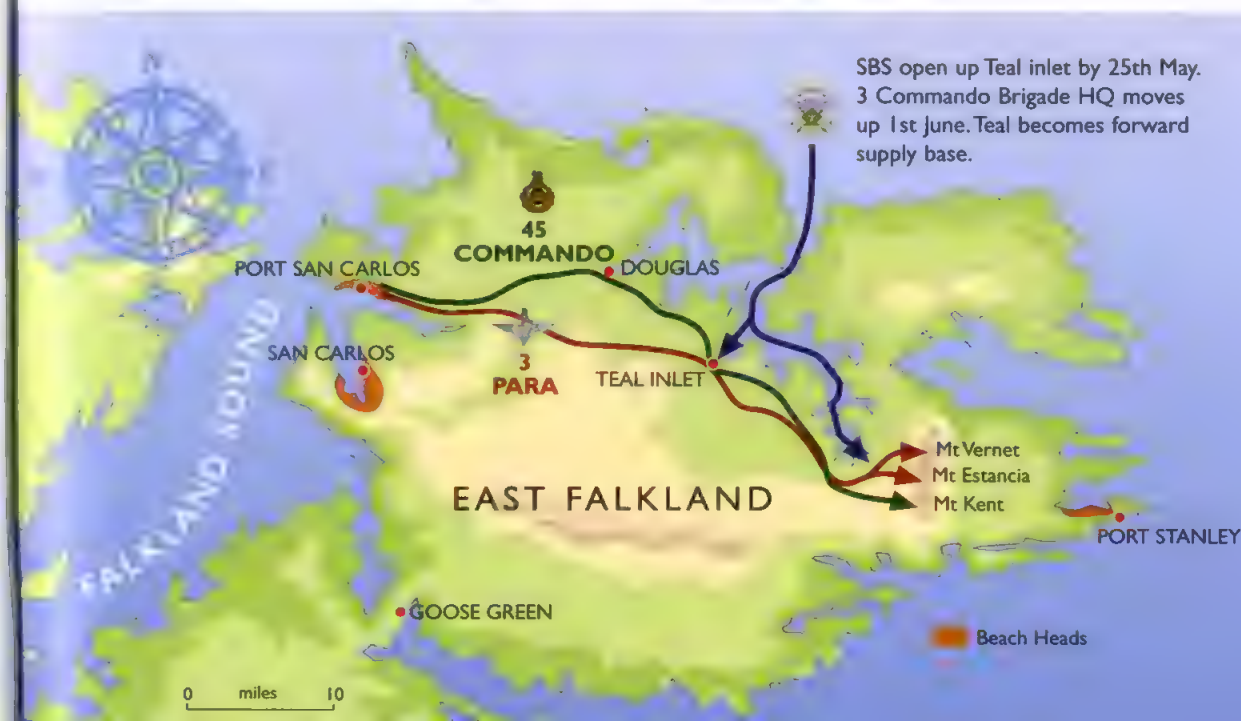 N
SBS open up Teal inlet by 25th May.
3 Commando Brigade HQ moves
up 1st June. Teal becomes forward
supply base.
45
COMMANDO
DOUGLAS
PORT SAN CARLOS
SAN CARLOS
3
PARA
TEAL INLET
FALKLAND SOUND
Mt Vernet
Mt Estancia
Mt Kent
EAST FALKLAND
PORT STANLEY
GOOSE GREEN
Beach Heads
0 miles 10